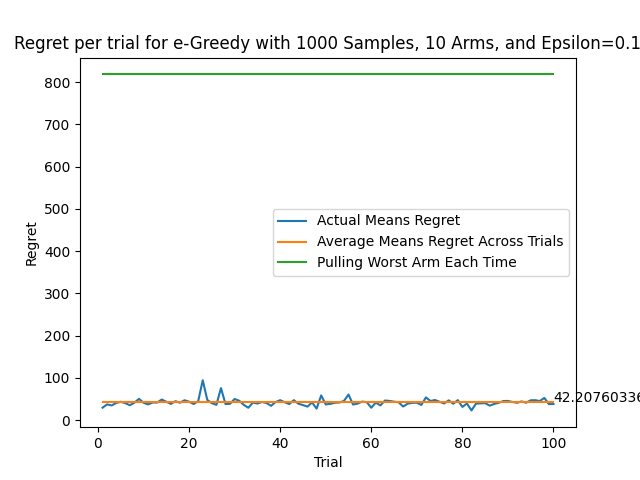 Regret per trial for e-Greedy with 1000 Samples, 10 Arms, and Epsilon=0.1
800
700
600
500
400
300
200
100
0
Regret
Actual Means Regret
Average Means Regret Across Trials
Pulling Worst Arm Each Time
42.20760336
0 20 40 60 80 100
Trial